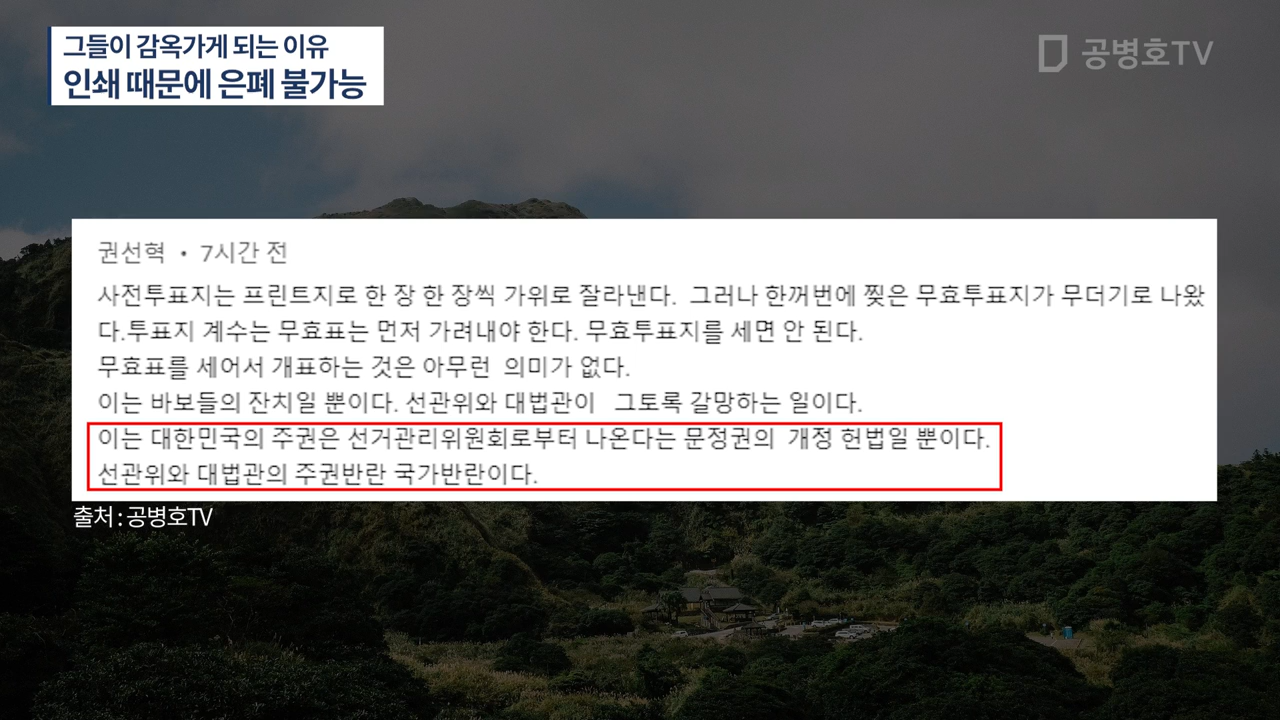 그들이 감옥가게 되는 이유
인쇄 때문에 은폐 불가능
공병호TV
권선혁 • 7시간 전
사전투표지는 프린트지로 한 장 한 장씩 가위로 잘라낸다. 그러나 한꺼번에 찢은 무효투표지가 무더기로 나왔
다.투표지 계수는 무효표는 먼저 가려내야 한다. 무효투표지를 세면 안 된다.
무효표를 세어서 개표하는 것은 아무런 의미가 없다.
이는 바보들의 잔치일 뿐이다. 선관위와 대법관이 그토록 갈망하는 일이다.
이는 대한민국의 주권은 선거관리위원회로부터 나온다는 문정권의 개정 헌법일 뿐이다.
선관위와 대법관의 주권반란 국가반란이다.
출처 : 공병호TV